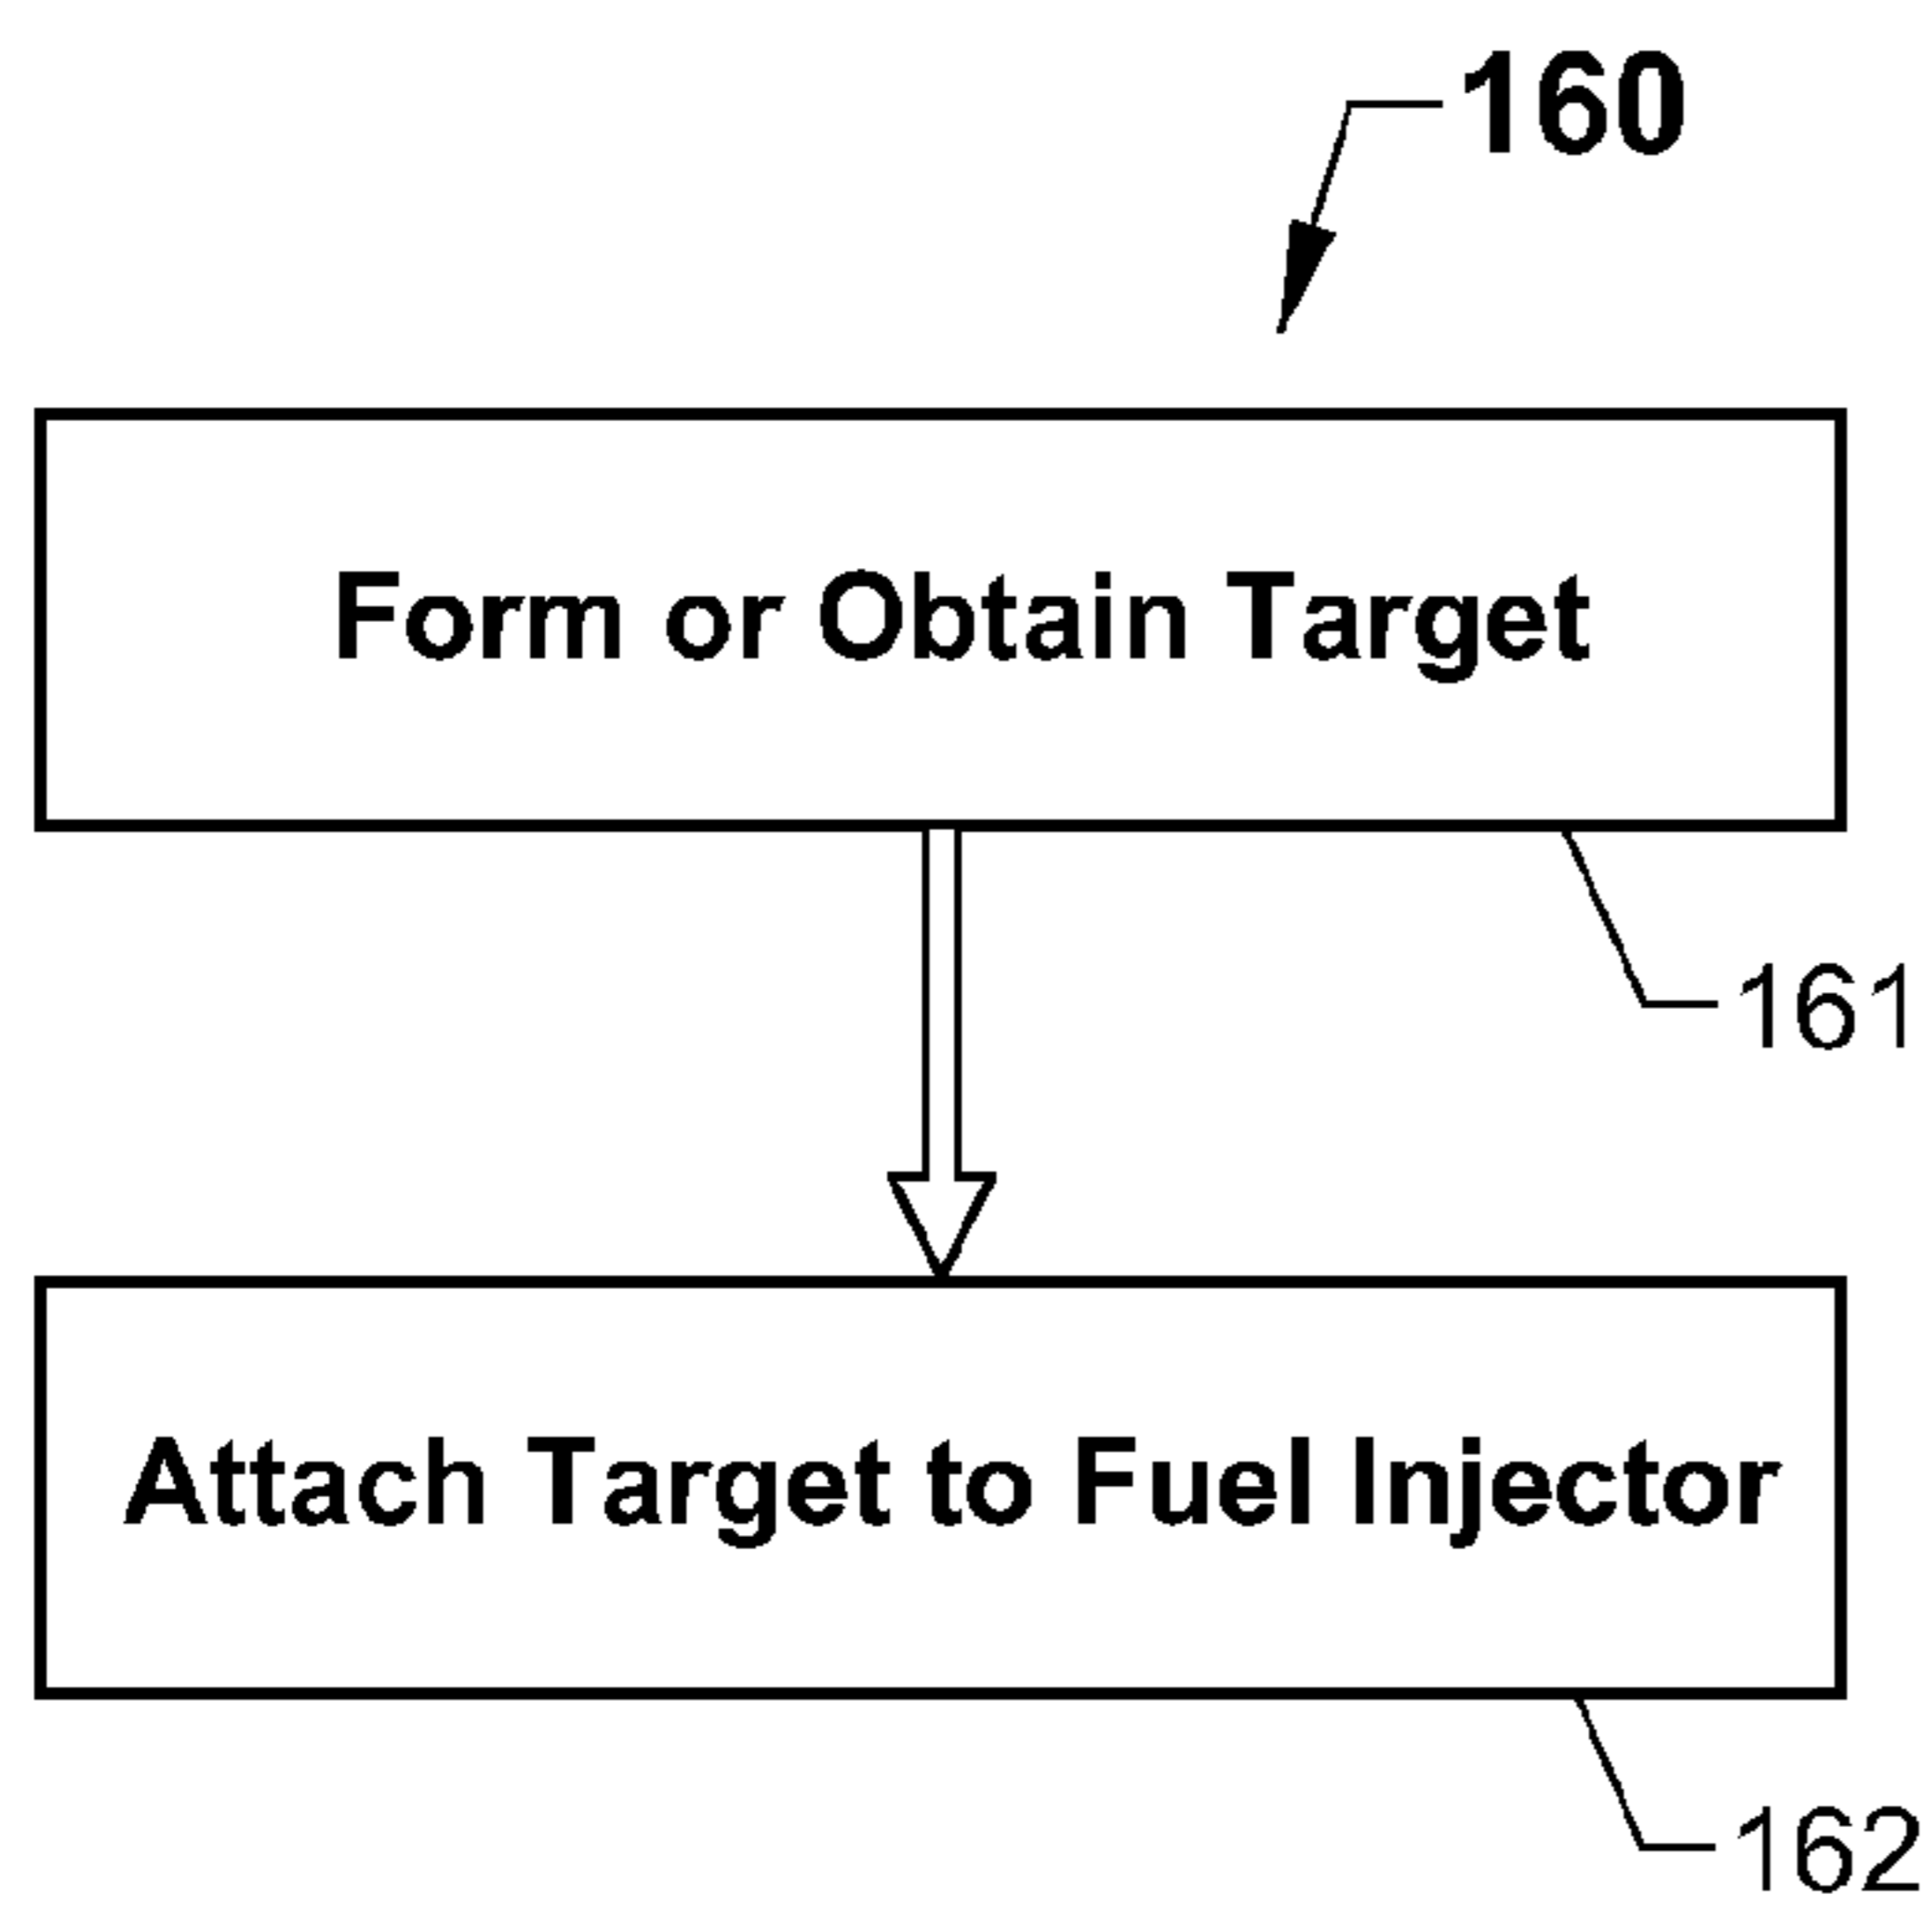 160
Form or Obtain Target
161
Attach Target to Fuel Injector
162